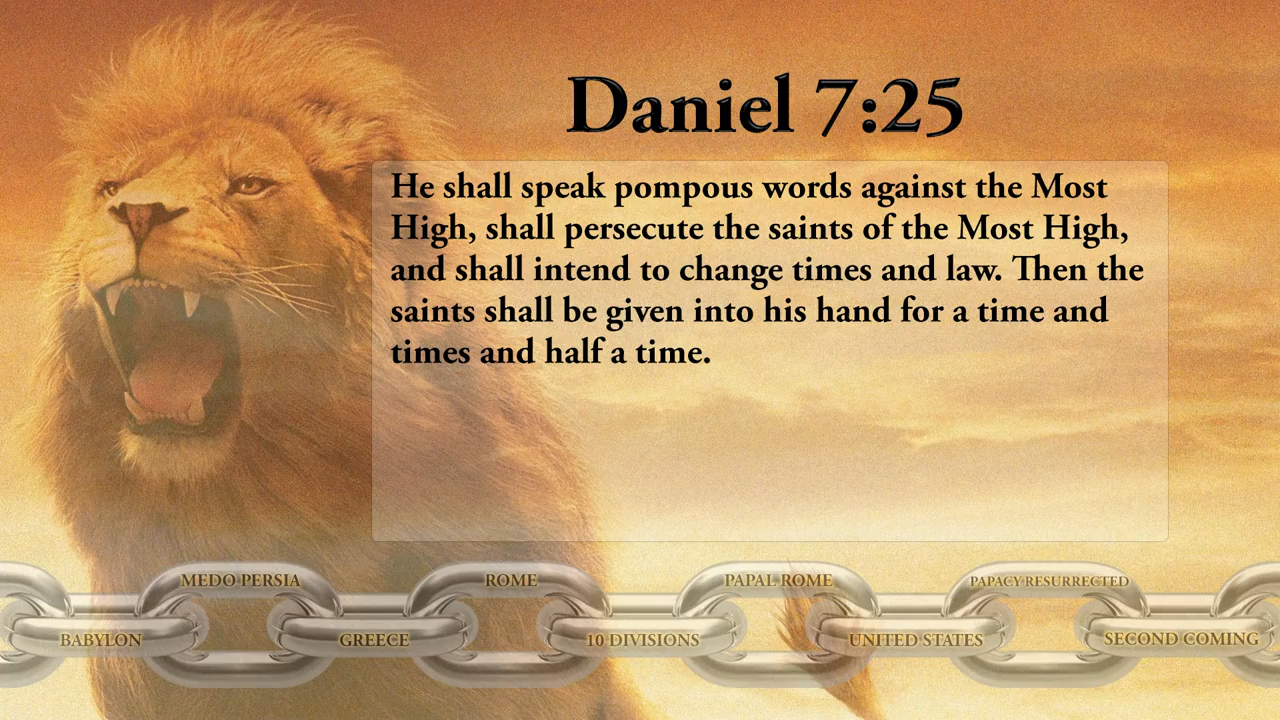 Daniel 7:25
He shall speak pompous words against the Most
High, shall persecute the saints of the Most High,
and shall intend to change times and law. Then the
saints shall be given into his hand for a time and
times and half a time.
BABYLON
MEDO PERSIA
GREECE
ROME
10 DIVISIONS
PAPAL ROME
UNITED STATES
PAPACY RESURRECTED
SECOND COMING